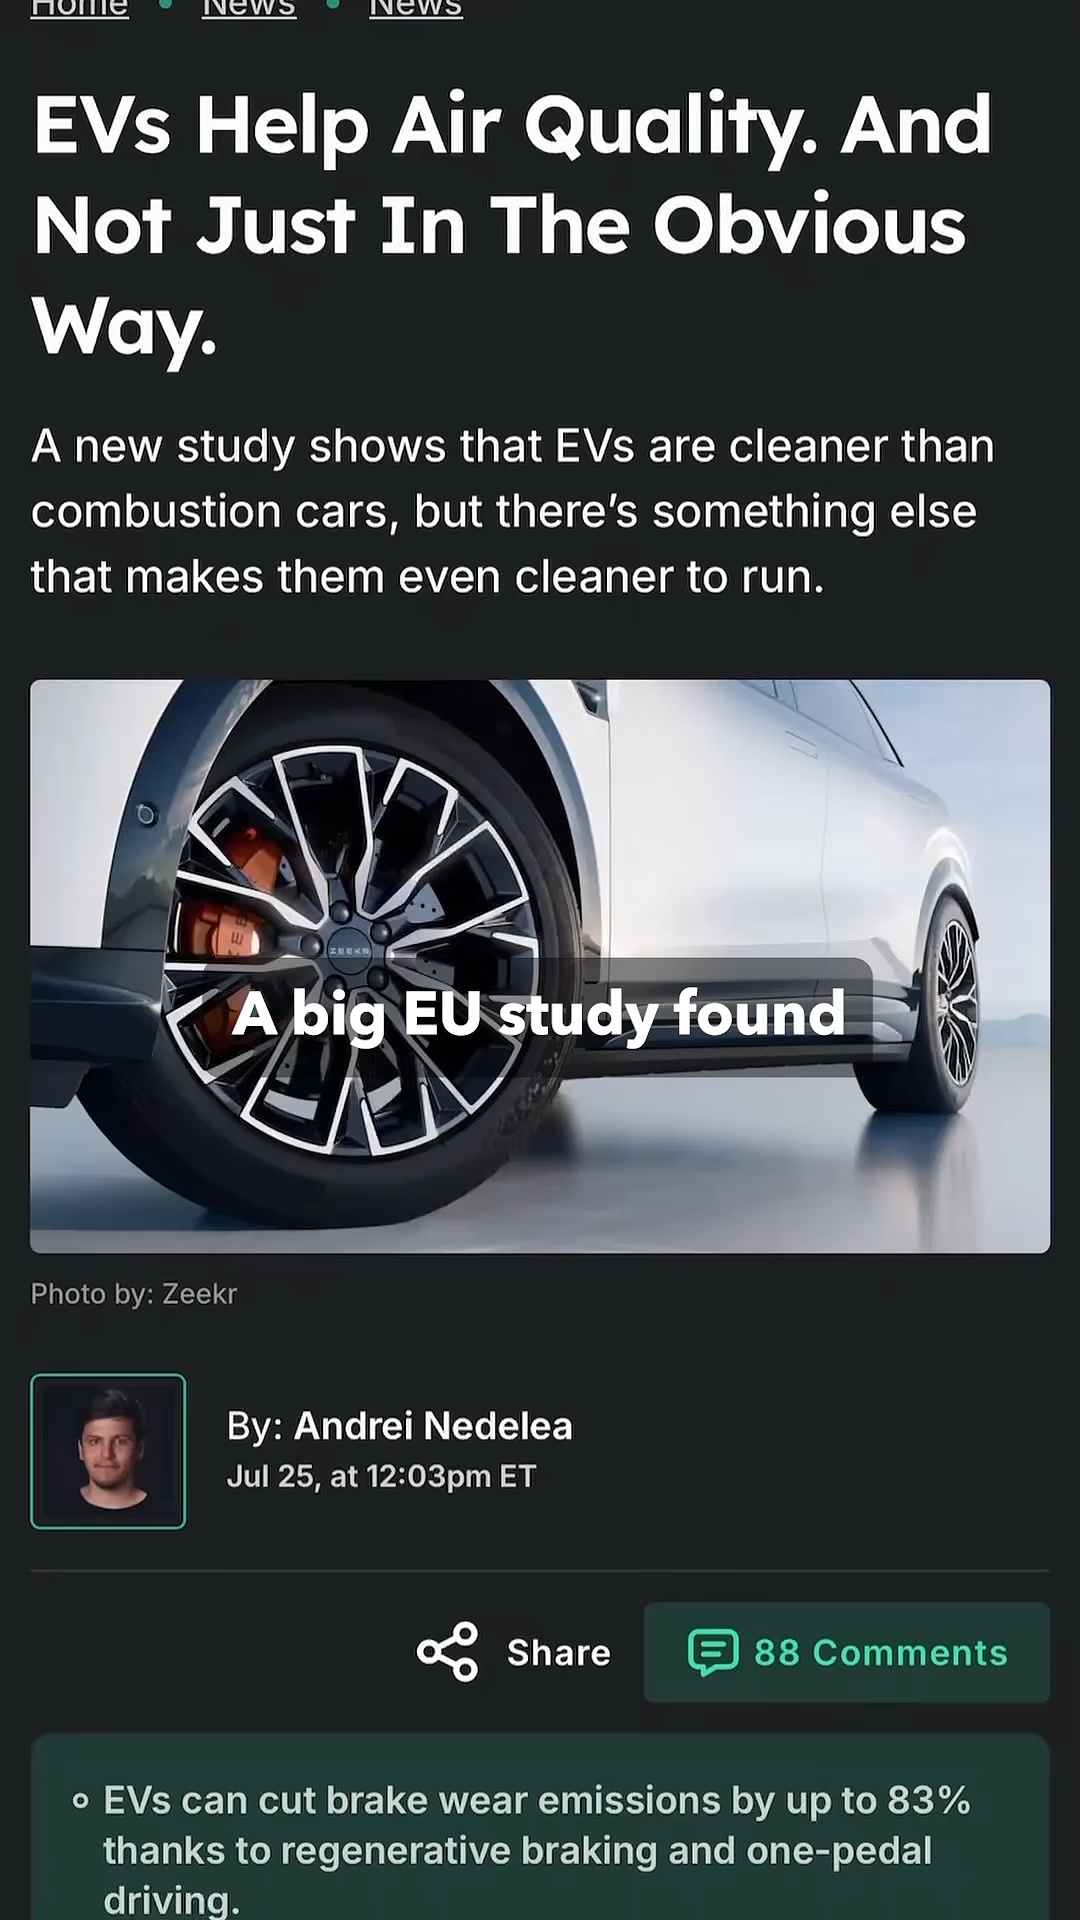 Home • News • News
EVs Help Air Quality. And
Not Just In The Obvious
Way.
A new study shows that EVs are cleaner than
combustion cars, but there’s something else
that makes them even cleaner to run.
A big EU study found
Photo by: Zeekr
By: Andrei Nedelea
Jul 25, at 12:03pm ET
Share
88 Comments
EVs can cut brake wear emissions by up to 83%
thanks to regenerative braking and one-pedal
driving.